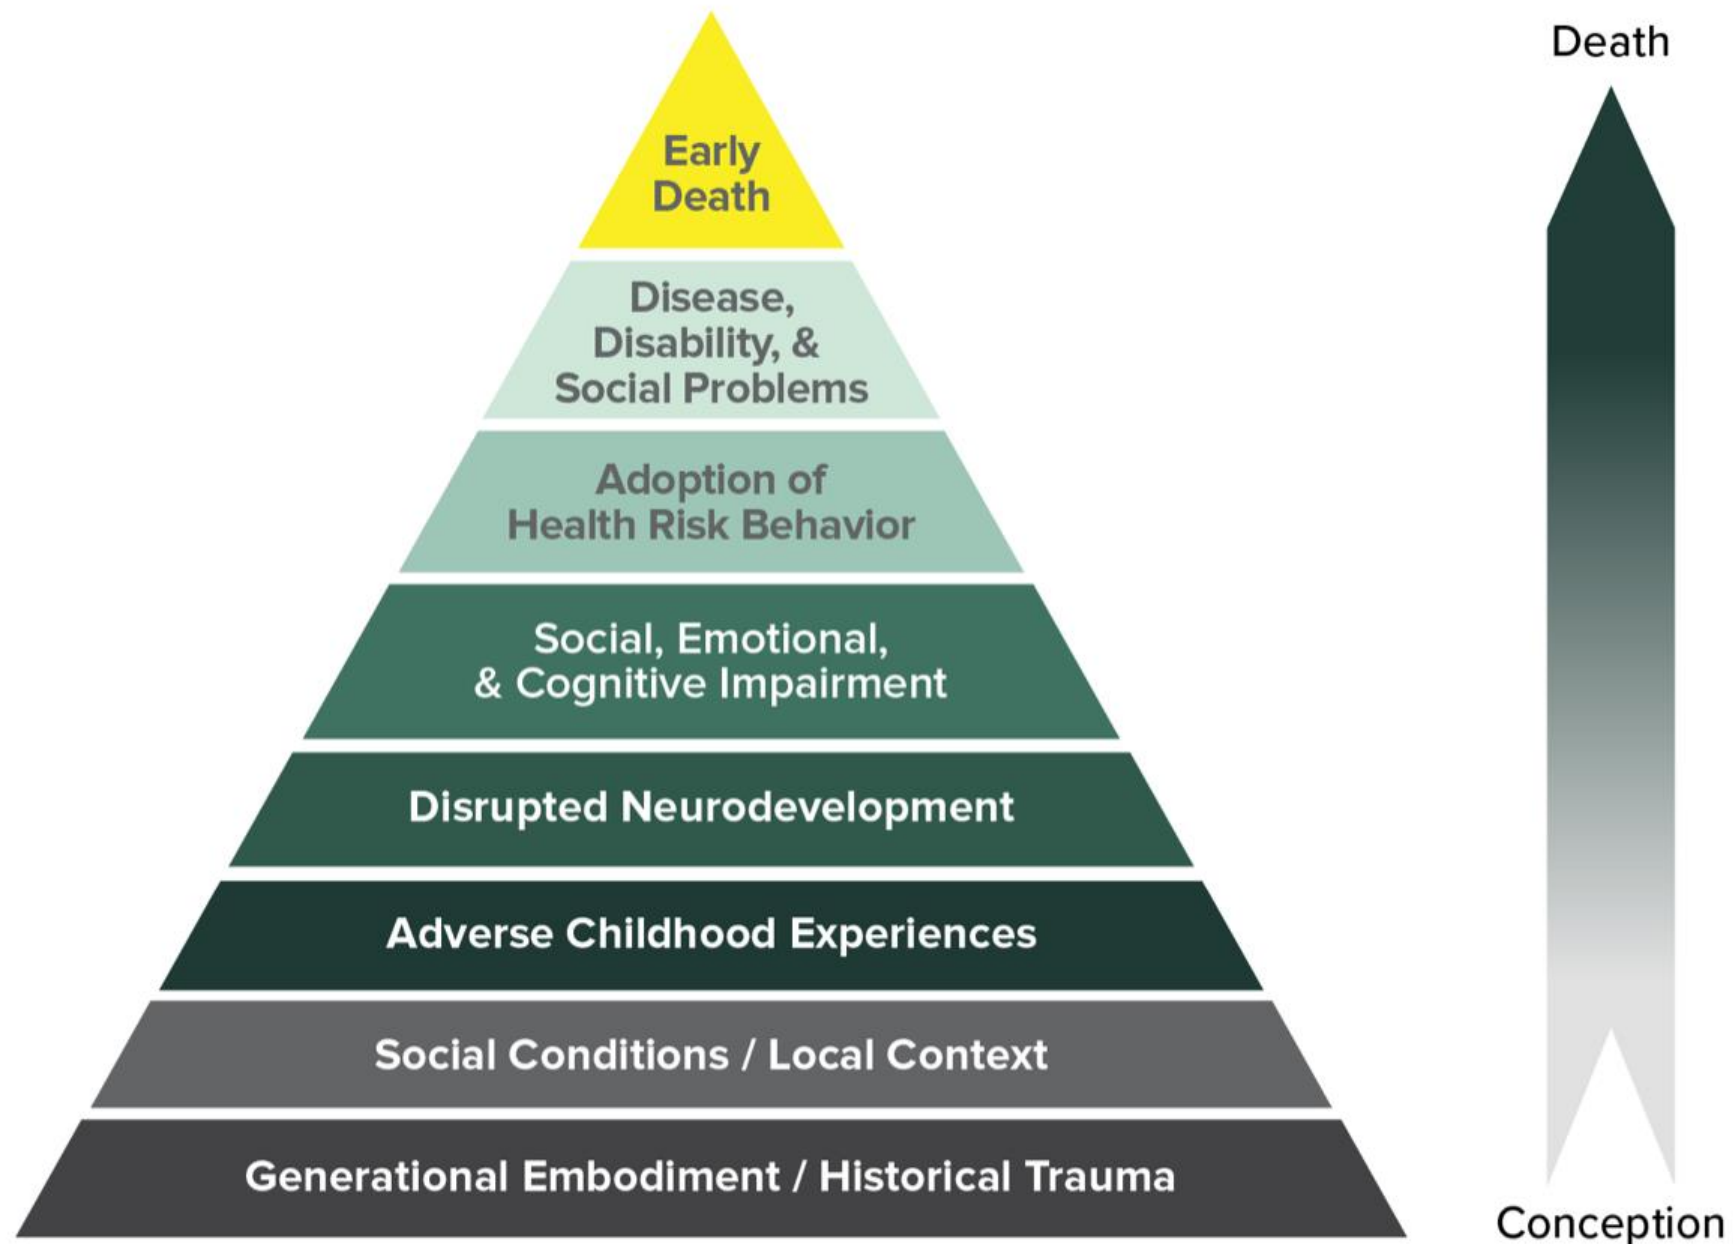 Early
Death
Disease,
Disability, &
Social Problems
Adoption of
Health Risk Behavior
Social, Emotional,
& Cognitive Impairment
Disrupted Neurodevelopment
Adverse Childhood Experiences
Social Conditions / Local Context
Generational Embodiment / Historical Trauma
Death
Conception